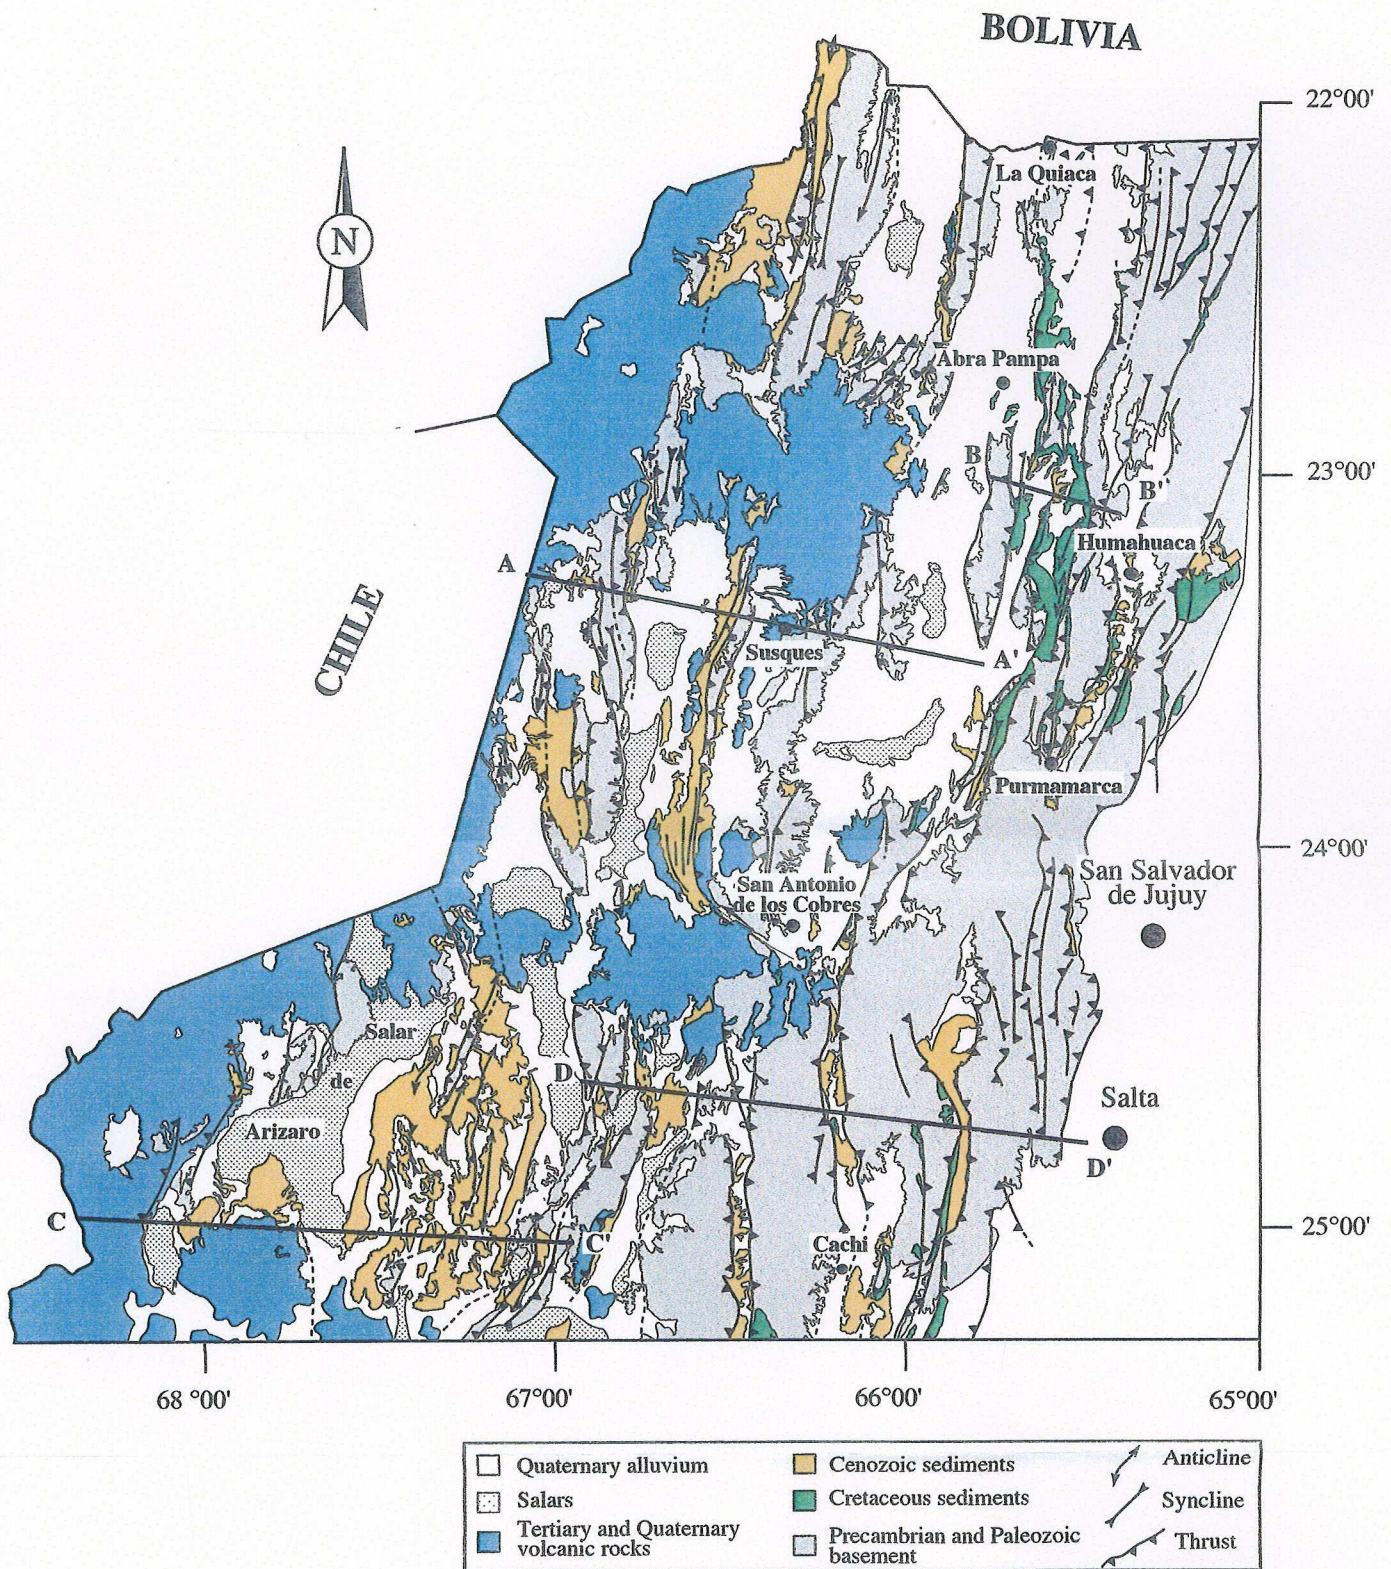 BOLIVIA
22°00'
La Quiaca
N
Abra Pampa
B
23°00'
B'
Humahuaca
A
CHILE
Susques
A'
Purmamarca
24°00'
San Salvador
de Jujuy
San Antonio
de los Cobres
Salar
de
Arizaro
D
Salta
D'
C
C'
Cachi
25°00'
68 °00'
67°00'
66°00'
65°00'
Quaternary alluvium
Salars
Tertiary and Quaternary
volcanic rocks
Cenozoic sediments
Cretaceous sediments
Precambrian and Paleozoic
basement
Anticline
Syncline
Thrust